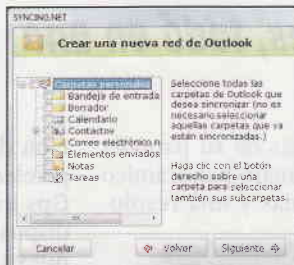 SYNCING.NET
Crear una nueva red de Outlook
Carpetas personales
Bandeja de entrada
Borrador
Calendario
Contactos
Correo electrónico n
Elementos enviados
Notas
Tareas
Seleccione todas las
carpetas de Outlook que
desea sincronizar (no es
necesario seleccionar
aquellas carpetas que ya
están sincronizadas.)
Haga clic con el botón
derecho sobre una
carpeta para seleccionar
también sus subcarpetas
Cancelar
Volver
Siguiente